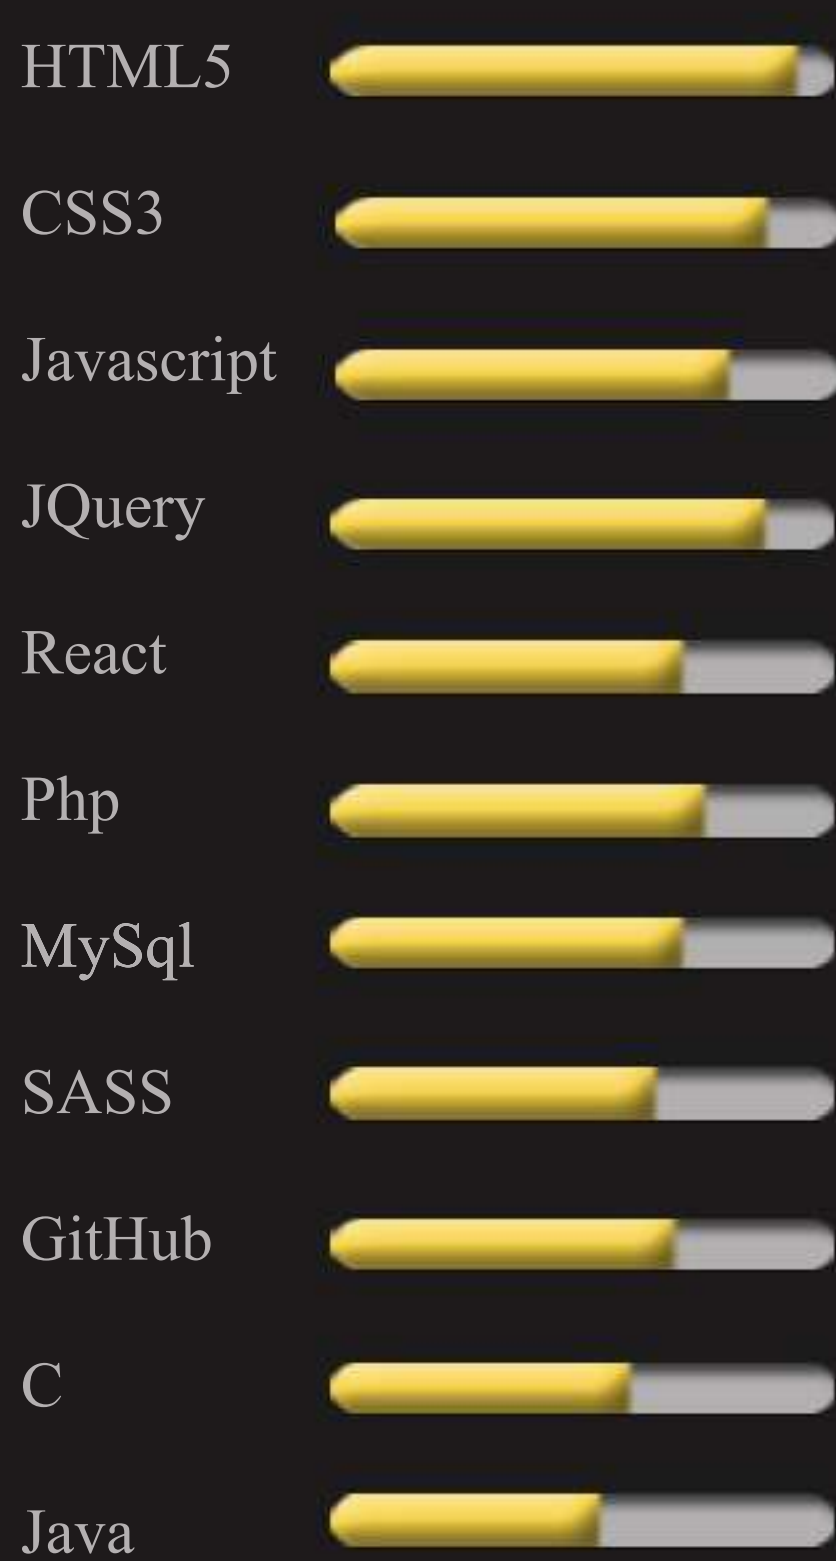 HTML5
CSS3
Javascript
JQuery
React
Php
MySql
SASS
GitHub
C
Java